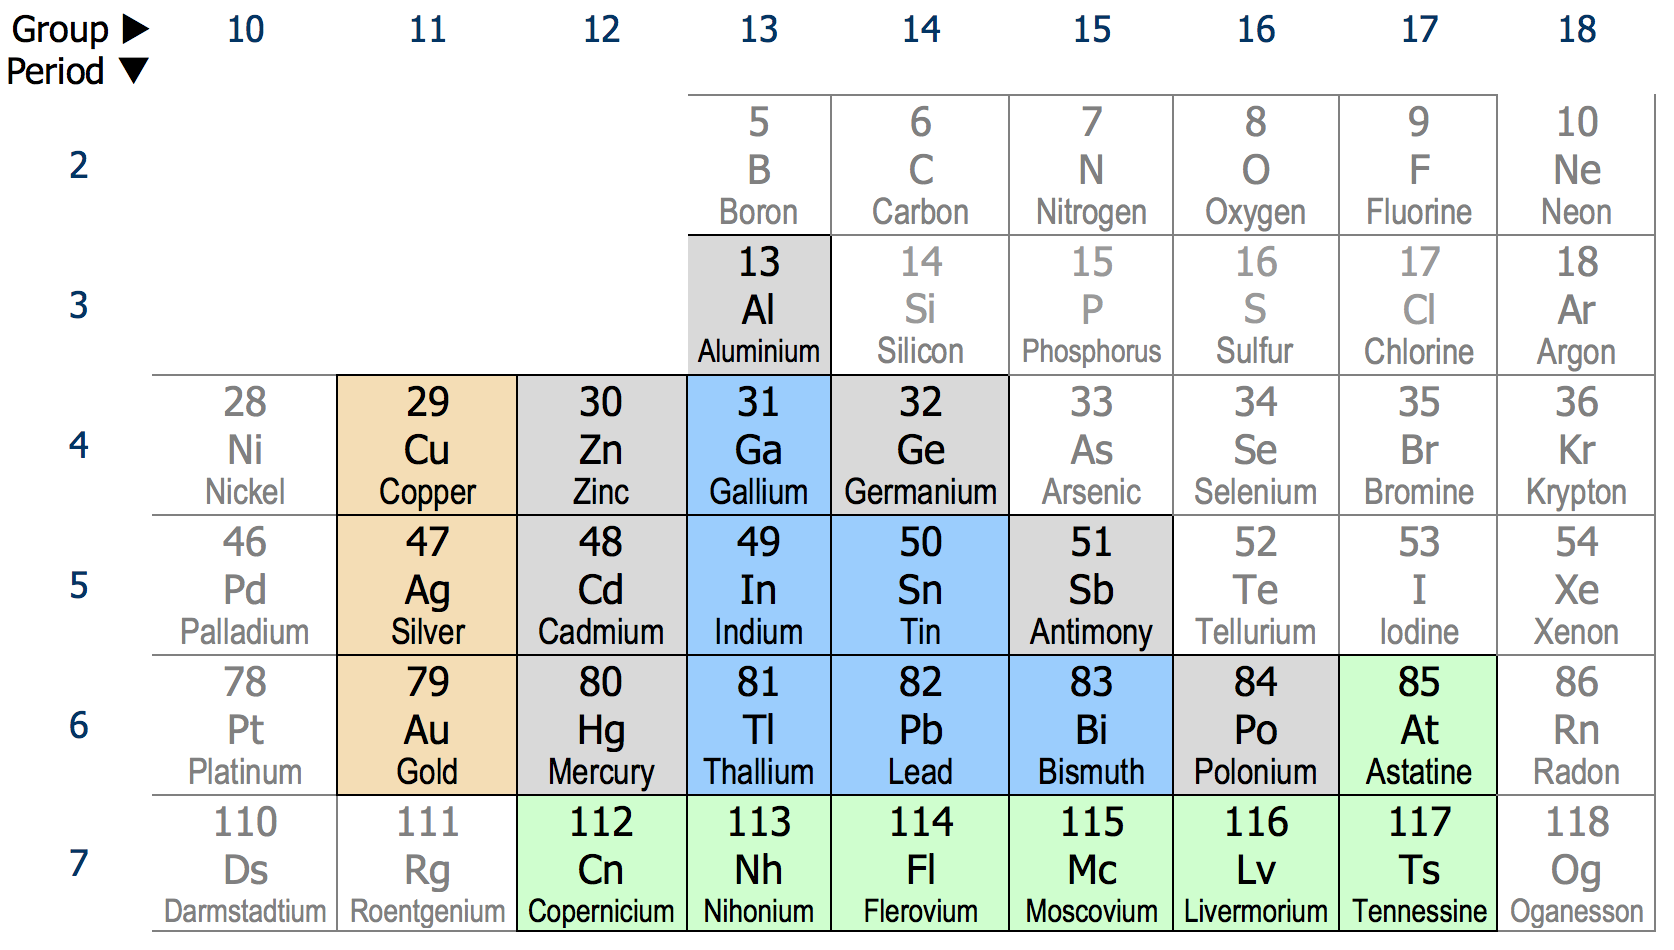 Group ▶ 10 11 12 13 14 15 16 17 18
Period ▼
5 6 7 8 9 10
2 B C N O F Ne
Boron Carbon Nitrogen Oxygen Fluorine Neon
13 14 15 16 17 18
3 Al Si P S Cl Ar
Aluminium Silicon Phosphorus Sulfur Chlorine Argon
28 29 30 31 32 33 34 35 36
4 Ni Cu Zn Ga Ge As Se Br Kr
Nickel Copper Zinc Gallium Germanium Arsenic Selenium Bromine Krypton
46 47 48 49 50 51 52 53 54
5 Pd Ag Cd In Sn Sb Te I Xe
Palladium Silver Cadmium Indium Tin Antimony Tellurium Iodine Xenon
78 79 80 81 82 83 84 85 86
6 Pt Au Hg Tl Pb Bi Po At Rn
Platinum Gold Mercury Thallium Lead Bismuth Polonium Astatine Radon
110 111 112 113 114 115 116 117 118
7 Ds Rg Cn Nh Fl Mc Lv Ts Og
Darmstadtium Roentgenium Copernicium Nihonium Flerovium Moscovium Livermorium Tennessine Oganesson